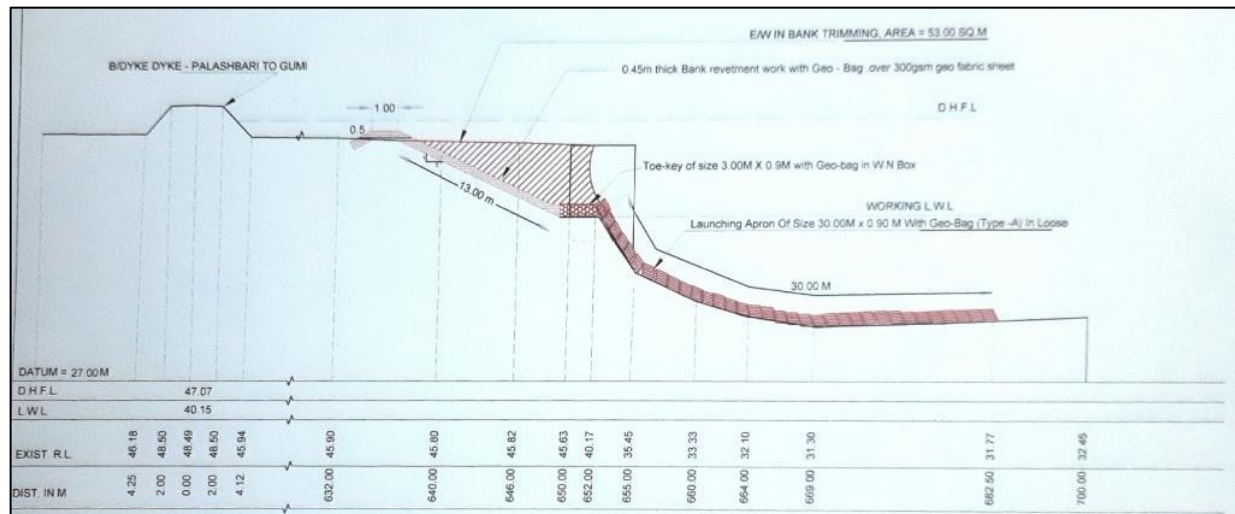 E/W IN BANK TRIMMING, AREA = 53.00 SQ.M
B/DYKE DYKE - PALASHBARI TO GUMI
0.45m thick Bank revetment work with Geo - Bag over 300gsm geo fabric sheet
D.H.F.L
1.00
0.5
Toe-key of size 3.00M X 0.9M with Geo-bag in W.N Box
13.00 m
WORKING L.W.L
Launching Apron Of Size 30.00M x 0.90 M With Geo-Bag (Type -A) In Loose
30.00 M
DATUM = 27.00M
D.H.F.L 47.07
L.W.L 40.15
EXIST. R.L. 46.18 48.50 48.49 48.50 45.94 45.90 45.80 45.82 45.63 40.17 35.45 33.33 32.10 31.30 31.77 32.45
DIST. IN M 4.25 2.00 0.00 2.00 4.12 632.00 640.00 646.00 650.00 652.00 655.00 660.00 664.00 669.00 682.50 700.00